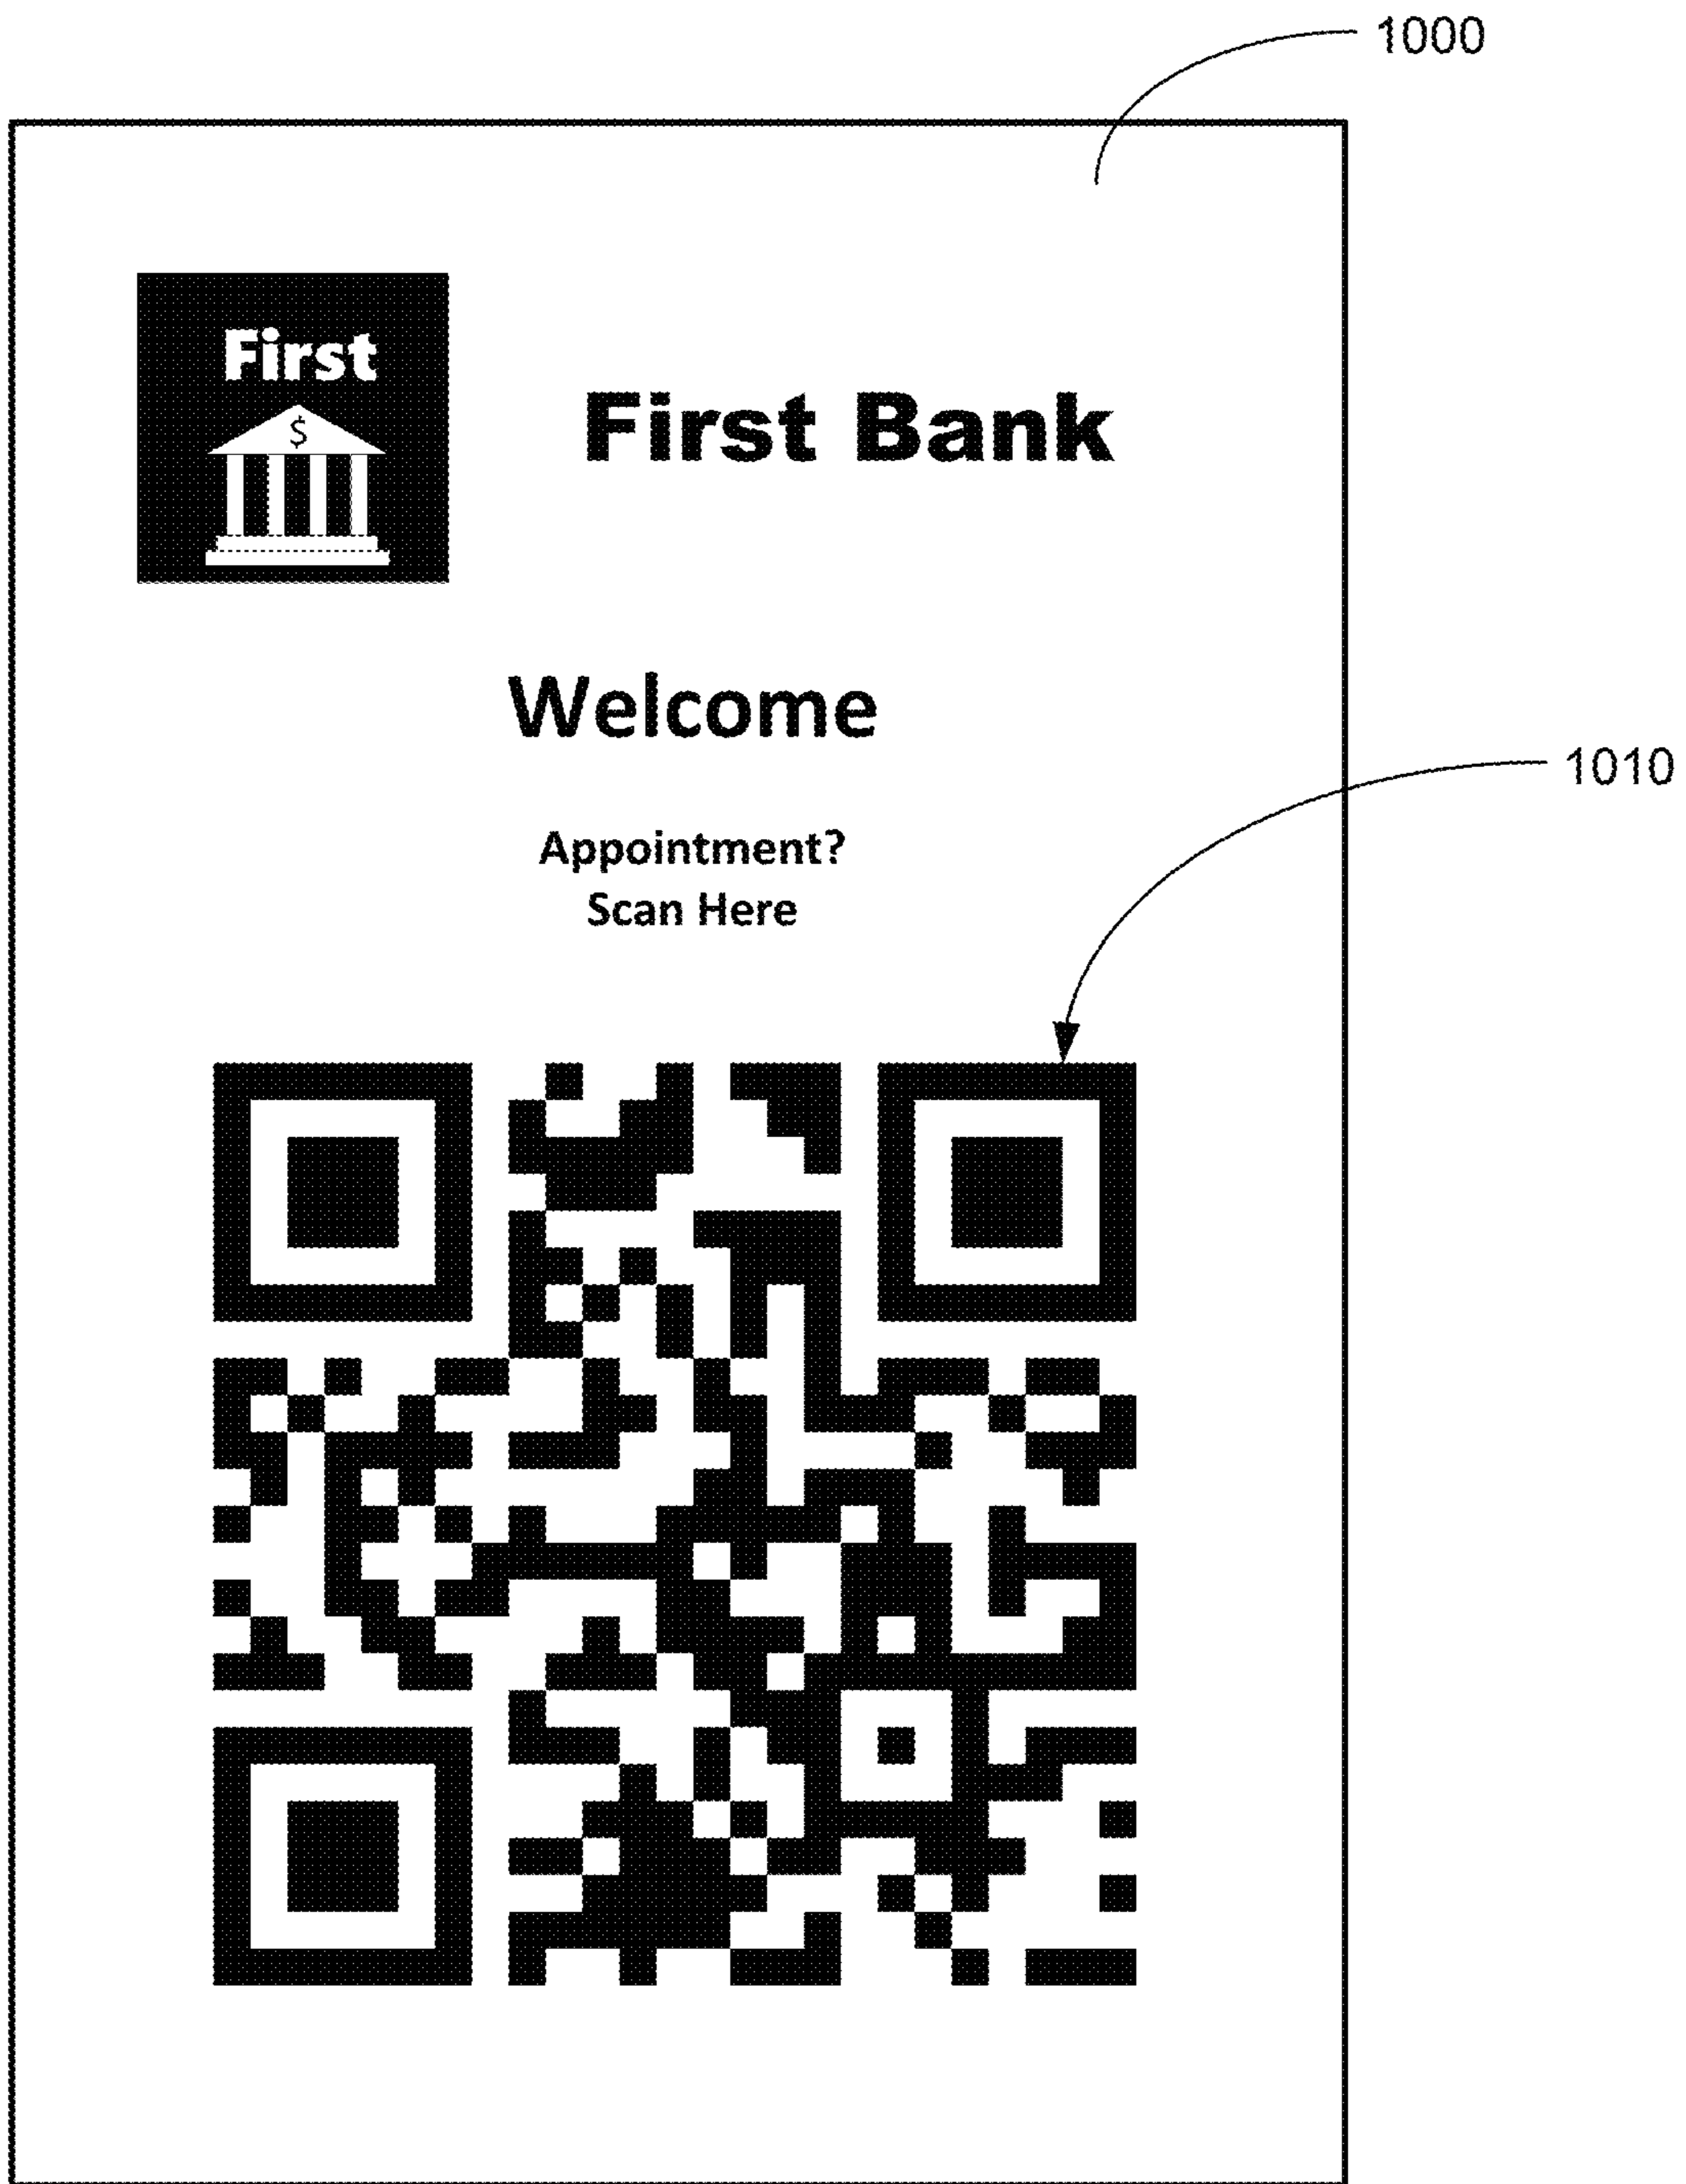 1000
First
$
First Bank
Welcome
1010
Appointment?
Scan Here